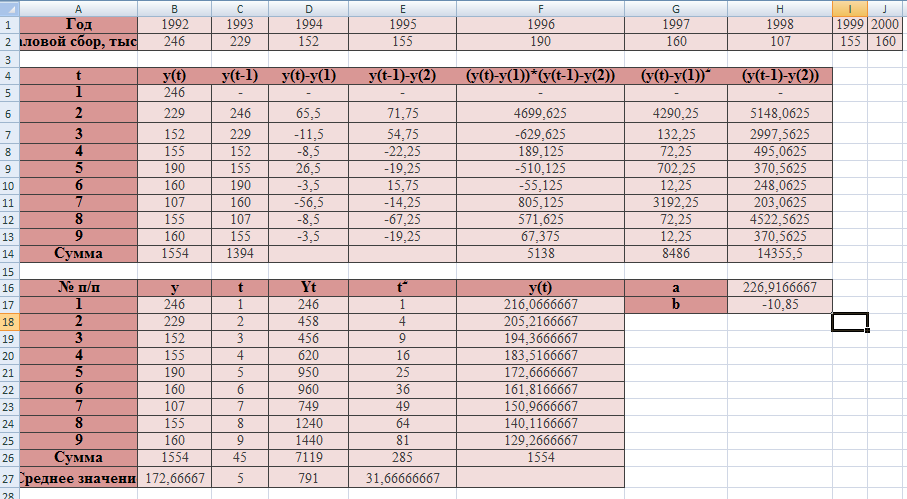 A B C D E F G H I J
1 Год 1992 1993 1994 1995 1996 1997 1998 1999 2000
2 аловой сбор, тыс 246 229 152 155 190 160 107 155 160
3
4 t y(t) y(t-1) y(t)-y(1) y(t-1)-y(2) (y(t)-y(1))*(y(t-1)-y(2)) (y(t)-y(1))² (y(t-1)-y(2))
5 1 246 - - - - - -
6 2 229 246 65,5 71,75 4699,625 4290,25 5148,0625
7 3 152 229 -11,5 54,75 -629,625 132,25 2997,5625
8 4 155 152 -8,5 -22,25 189,125 72,25 495,0625
9 5 190 155 26,5 -19,25 -510,125 702,25 370,5625
10 6 160 190 -3,5 15,75 -55,125 12,25 248,0625
11 7 107 160 -56,5 -14,25 805,125 3192,25 203,0625
12 8 155 107 -8,5 -67,25 571,625 72,25 4522,5625
13 9 160 155 -3,5 -19,25 67,375 12,25 370,5625
14 Сумма 1554 1394 5138 8486 14355,5
15
16 № п/п y t Yt t² y(t) a 226,9166667
17 1 246 1 246 1 216,0666667 b -10,85
18 2 229 2 458 4 205,2166667
19 3 152 3 456 9 194,3666667
20 4 155 4 620 16 183,5166667
21 5 190 5 950 25 172,6666667
22 6 160 6 960 36 161,8166667
23 7 107 7 749 49 150,9666667
24 8 155 8 1240 64 140,1166667
25 9 160 9 1440 81 129,2666667
26 Сумма 1554 45 7119 285 1554
27 Среднее значени 172,66667 5 791 31,66666667
28